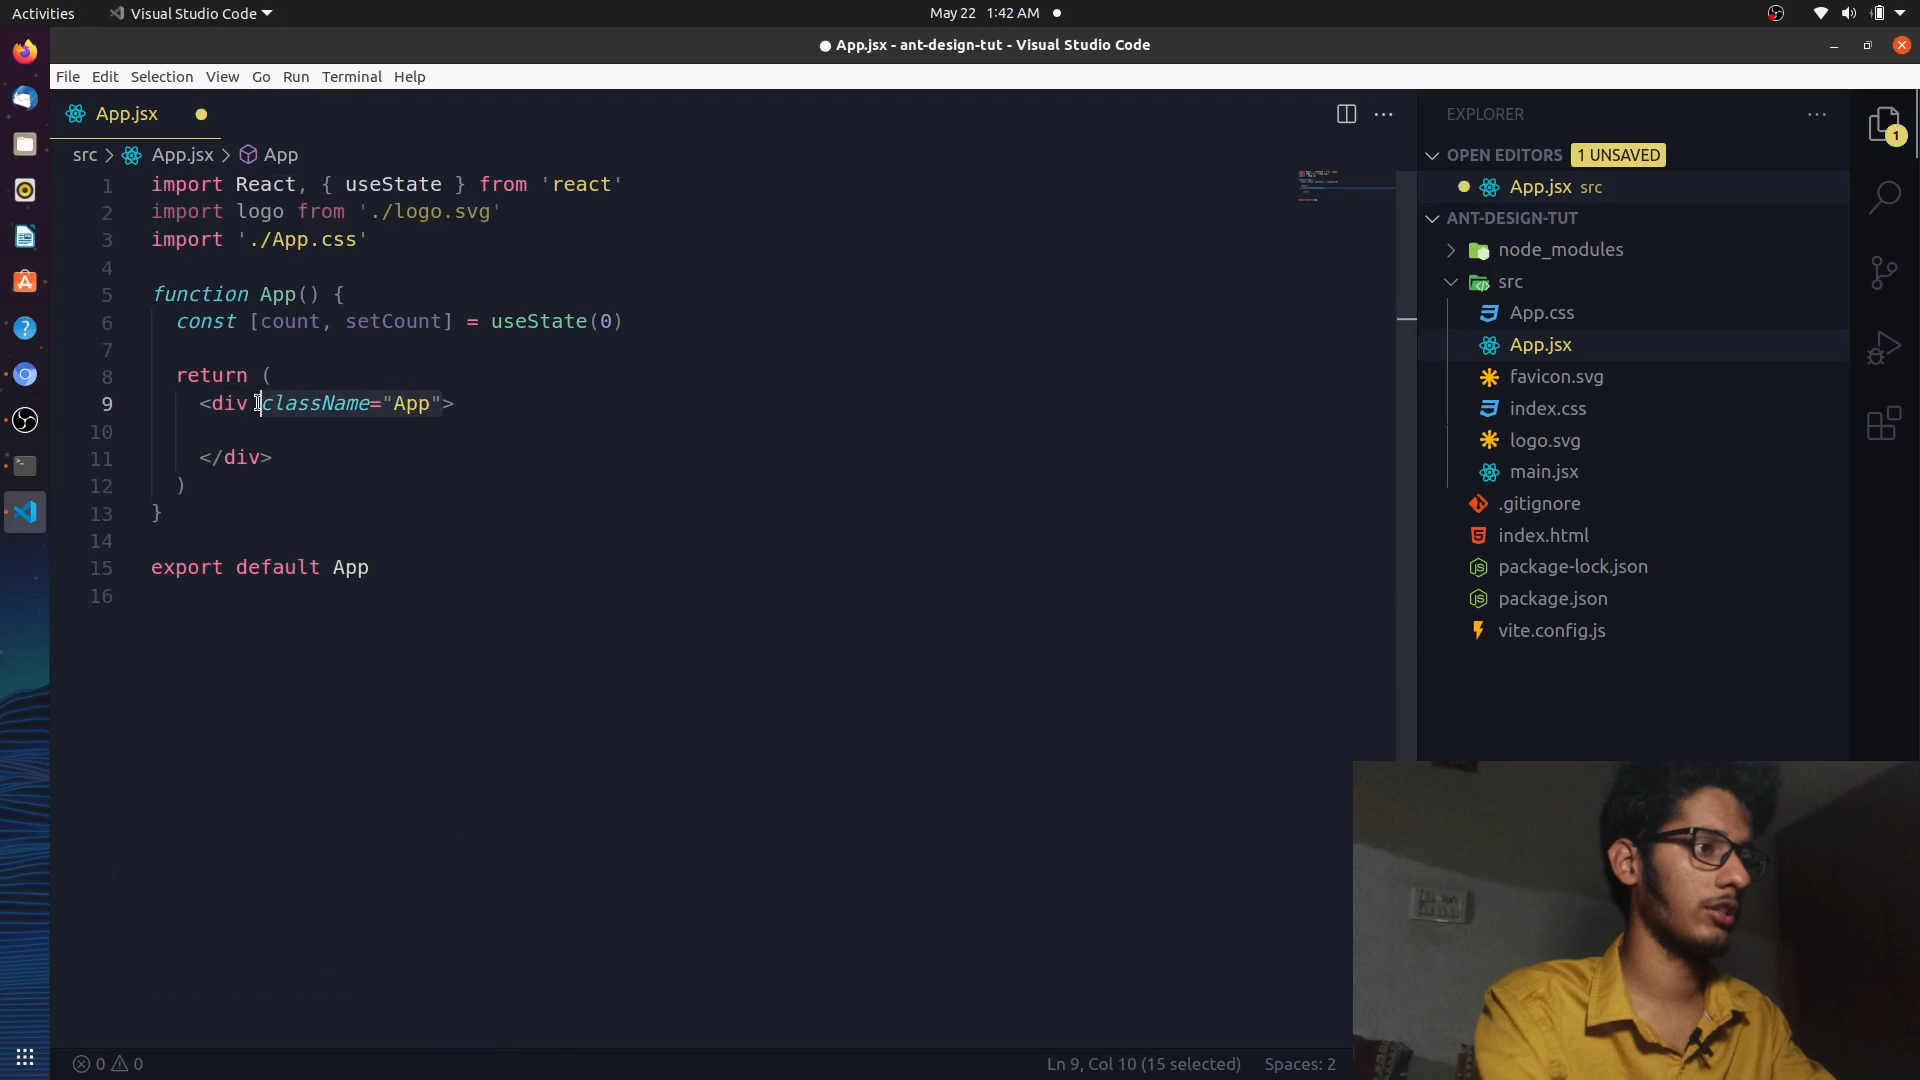 Activities
Visual Studio Code
May 22 1:42 AM
App.jsx - ant-design-tut - Visual Studio Code
File Edit Selection View Go Run Terminal Help
App.jsx
src > App.jsx > App
1 import React, { useState } from 'react'
2 import logo from './logo.svg'
3 import './App.css'
4
5 function App() {
6 const [count, setCount] = useState(0)
7
8 return (
9 <div className="App">
10
11 </div>
12 )
13 }
14
15 export default App
16
EXPLORER
OPEN EDITORS 1 UNSAVED
App.jsx src
ANT-DESIGN-TUT
node_modules
src
App.css
App.jsx
favicon.svg
index.css
logo.svg
main.jsx
.gitignore
index.html
package-lock.json
package.json
vite.config.js
1
0 0
Ln 9, Col 10 (15 selected)
Spaces: 2